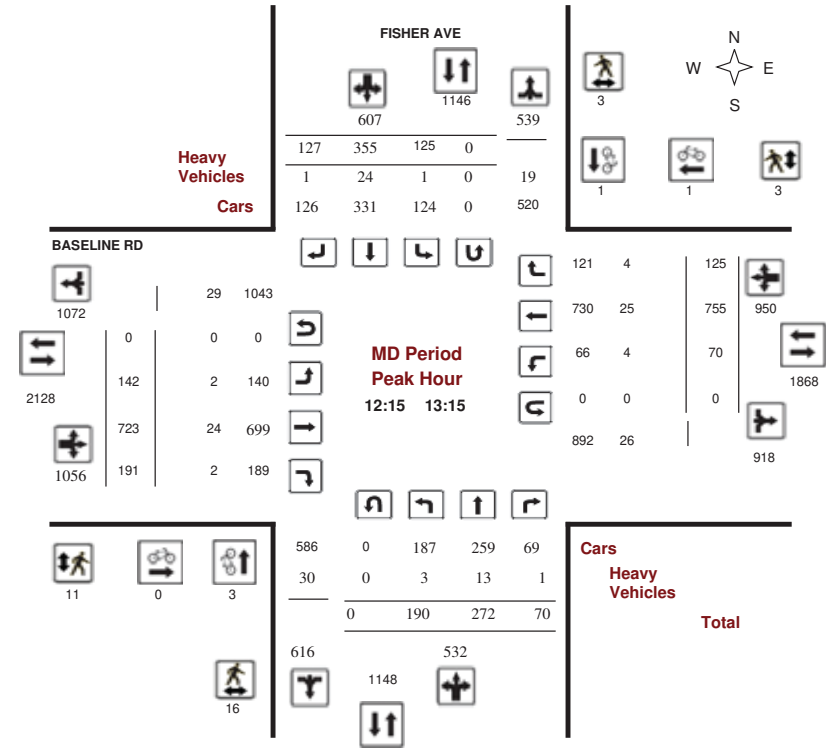 FISHER AVE
N
W E
S
1146
3
607 539
127 355 125 0
Heavy
Vehicles
1 24 1 0 19
Cars
126 331 124 0 520
1 1 3
BASELINE RD
1072
29 1043
0 0 0
2128
142 2 140
723 24 699
1056
191 2 189
MD Period
Peak Hour
12:15 13:15
121 4 125
730 25 755 950
66 4 70
1868
0 0 0
892 26
918
586 0 187 259 69
Cars
30 0 3 13 1
Heavy
Vehicles
0 190 272 70
Total
11 0 3
616 532
1148
16